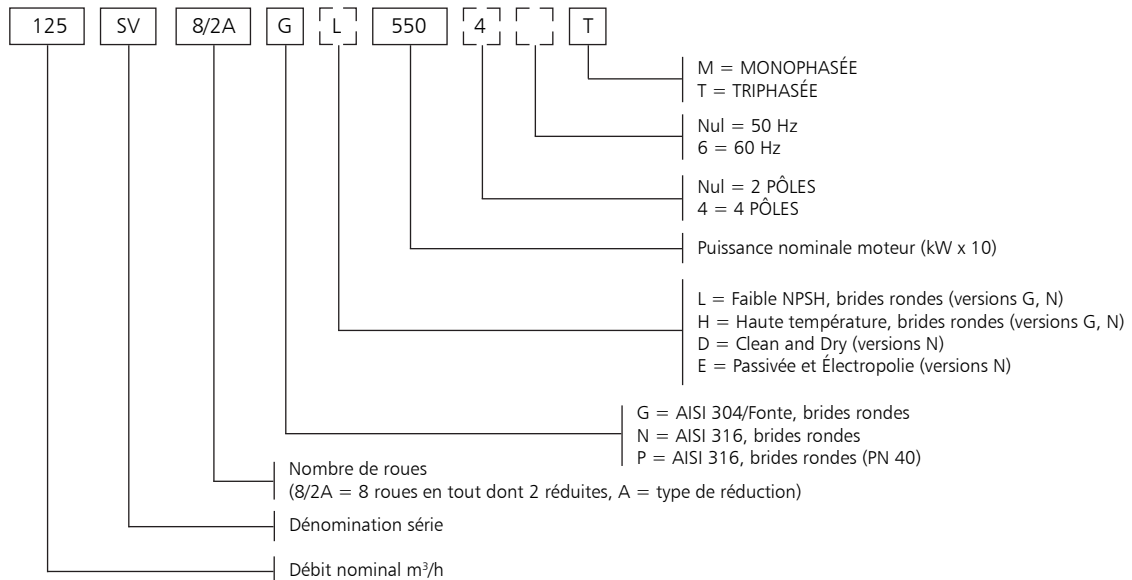 125 SV 8/2A G L 550 4 T
M = MONOPHASÉE
T = TRIPHASÉE
Nul = 50 Hz
6 = 60 Hz
Nul = 2 PÔLES
4 = 4 PÔLES
Puissance nominale moteur (kW x 10)
L = Faible NPSH, brides rondes (versions G, N)
H = Haute température, brides rondes (versions G, N)
D = Clean and Dry (versions N)
E = Passivée et Électropolie (versions N)
G = AISI 304/Fonte, brides rondes
N = AISI 316, brides rondes
P = AISI 316, brides rondes (PN 40)
Nombre de roues
(8/2A = 8 roues en tout dont 2 réduites, A = type de réduction)
Dénomination série
Débit nominal m³/h